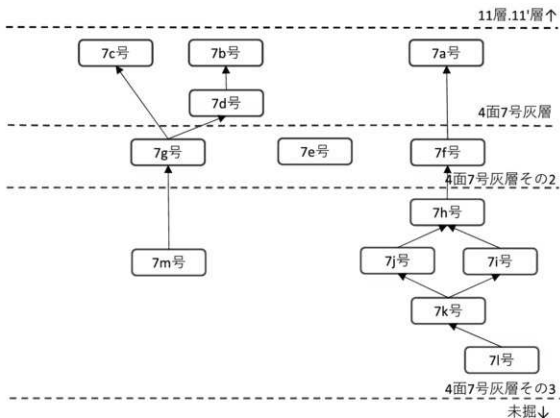 11層.11'層↑
7c号
7b号
7a号
7d号
4面7号灰層
7g号
7e号
7f号
4面7号灰層その2
7h号
7m号
7j号
7i号
7k号
7l号
4面7号灰層その3
未掘↓